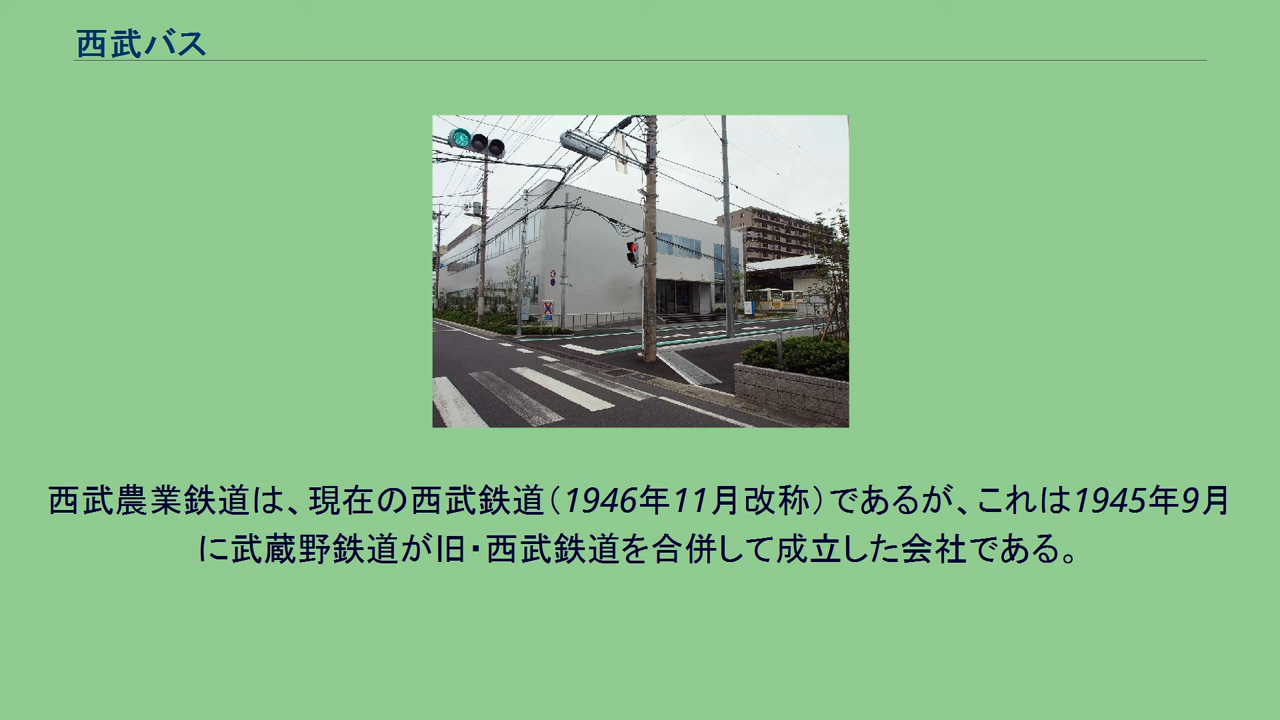 西武バス
西武農業鉄道は、現在の西武鉄道（1946年11月改称）であるが、これは1945年9月
に武蔵野鉄道が旧・西武鉄道を合併して成立した会社である。